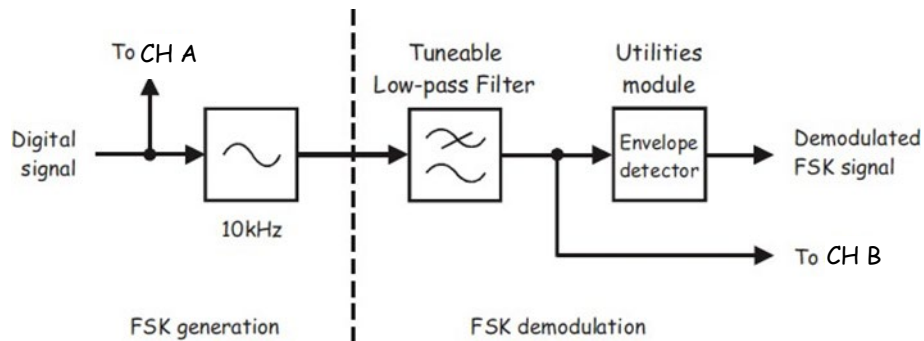 To CH A
Tuneable
Low-pass Filter
Utilities
module
Digital
signal
Envelope
detector
Demodulated
FSK signal
10kHz
To CH B
FSK generation
FSK demodulation